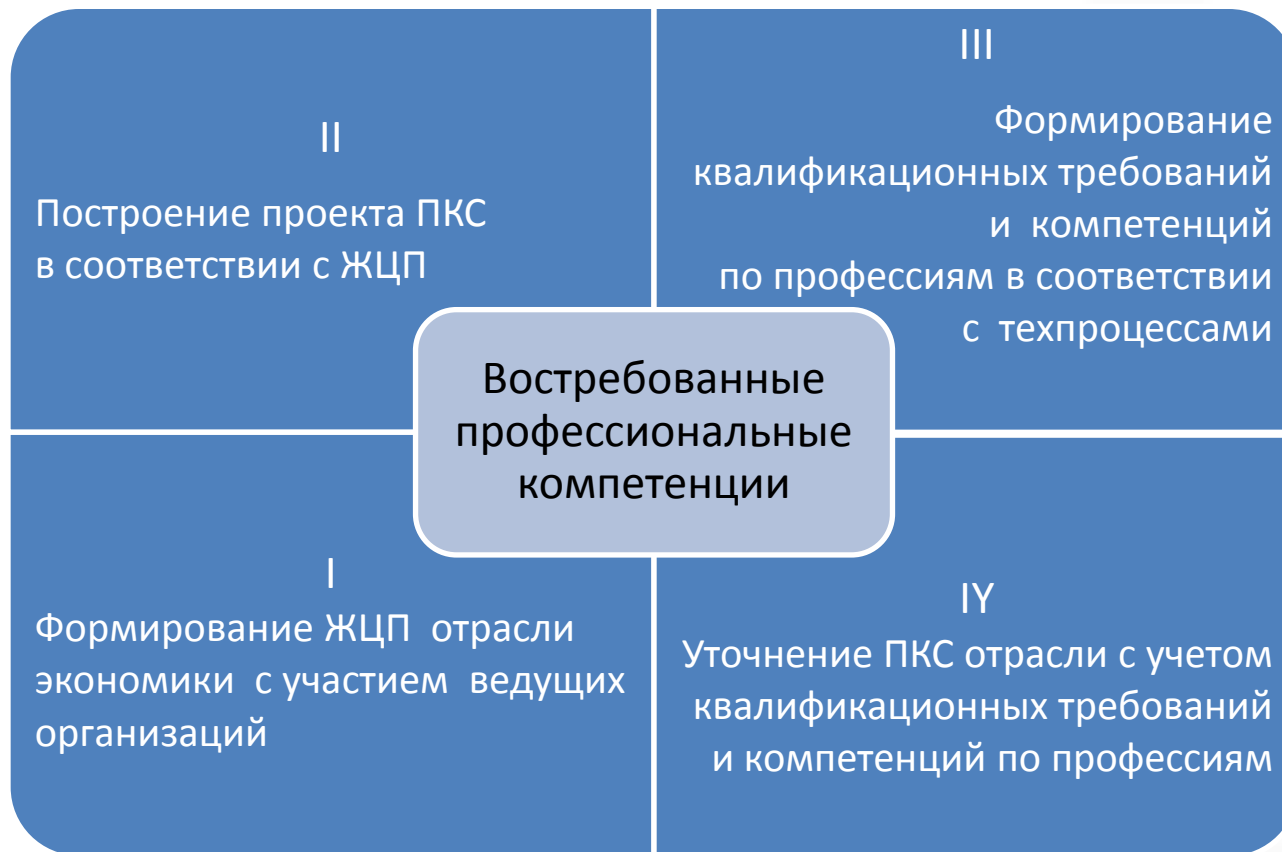 II
Построение проекта ПКС
в соответствии с ЖЦП
III
Формирование
квалификационных требований
и компетенций
по профессиям в соответствии
с техпроцессами
Востребованные
профессиональные
компетенции
I
Формирование ЖЦП отрасли
экономики с участием ведущих
организаций
IY
Уточнение ПКС отрасли с учетом
квалификационных требований
и компетенций по профессиям